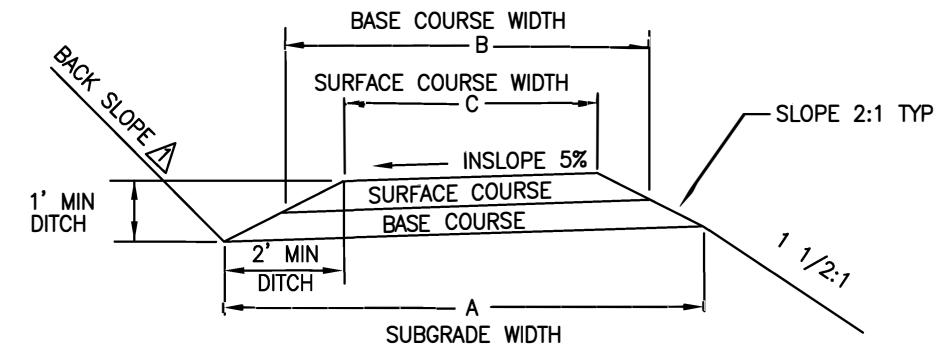 BASE COURSE WIDTH
B
BACK SLOPE 1
SURFACE COURSE WIDTH
C
SLOPE 2:1 TYP
INSLOPE 5%
1' MIN
DITCH
SURFACE COURSE
BASE COURSE
2' MIN
DITCH
1 1/2:1
A
SUBGRADE WIDTH